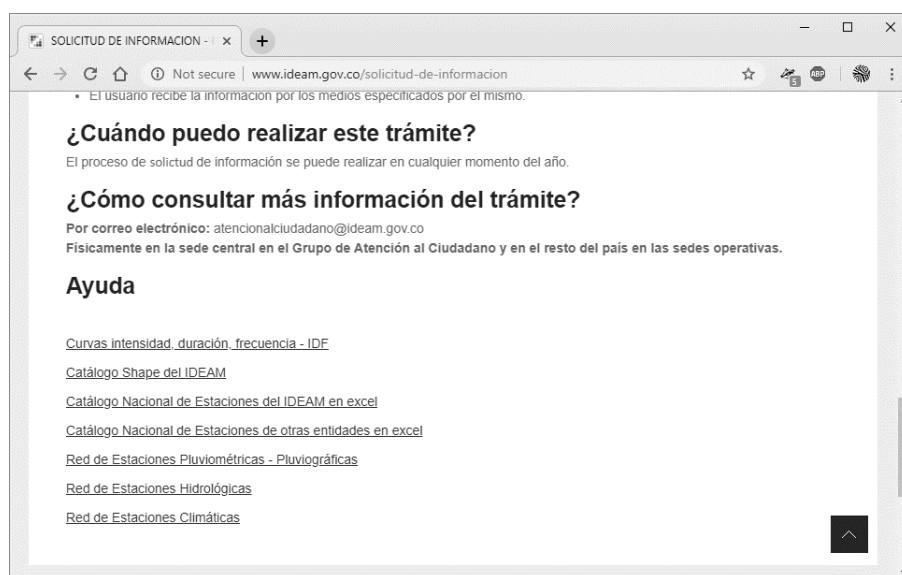 SOLICITUD DE INFORMACION - I
Not secure | www.ideam.gov.co/solicitud-de-informacion
5
ABP
• El usuario recibe la información por los medios especificados por el mismo.
¿Cuándo puedo realizar este trámite?
El proceso de solictud de información se puede realizar en cualquier momento del año.
¿Cómo consultar más información del trámite?
Por correo electrónico: atencionalciudadano@ideam.gov.co
Físicamente en la sede central en el Grupo de Atención al Ciudadano y en el resto del país en las sedes operativas.
Ayuda
Curvas intensidad, duración, frecuencia - IDF
Catálogo Shape del IDEAM
Catálogo Nacional de Estaciones del IDEAM en excel
Catálogo Nacional de Estaciones de otras entidades en excel
Red de Estaciones Pluviométricas - Pluviográficas
Red de Estaciones Hidrológicas
Red de Estaciones Climáticas